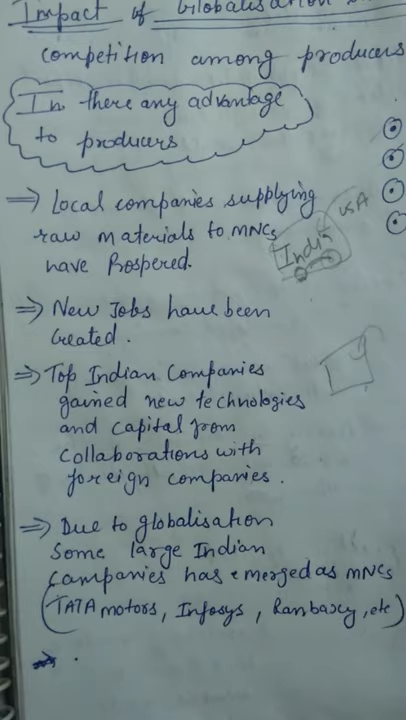 Impact of Globalisation
competition among producers
In there any advantage
to producers
⇒ Local companies supplying
raw materials to MNCs
have Prospered.
USA
India
⇒ New Jobs have been
Created.
⇒ Top Indian Companies
gained new technologies
and capital from
collaborations with
foreign companies.
⇒ Due to globalisation
Some large Indian
companies has emerged as MNCs
(TATA motors, Infosys, Ranbaxy, etc)
⇒ .